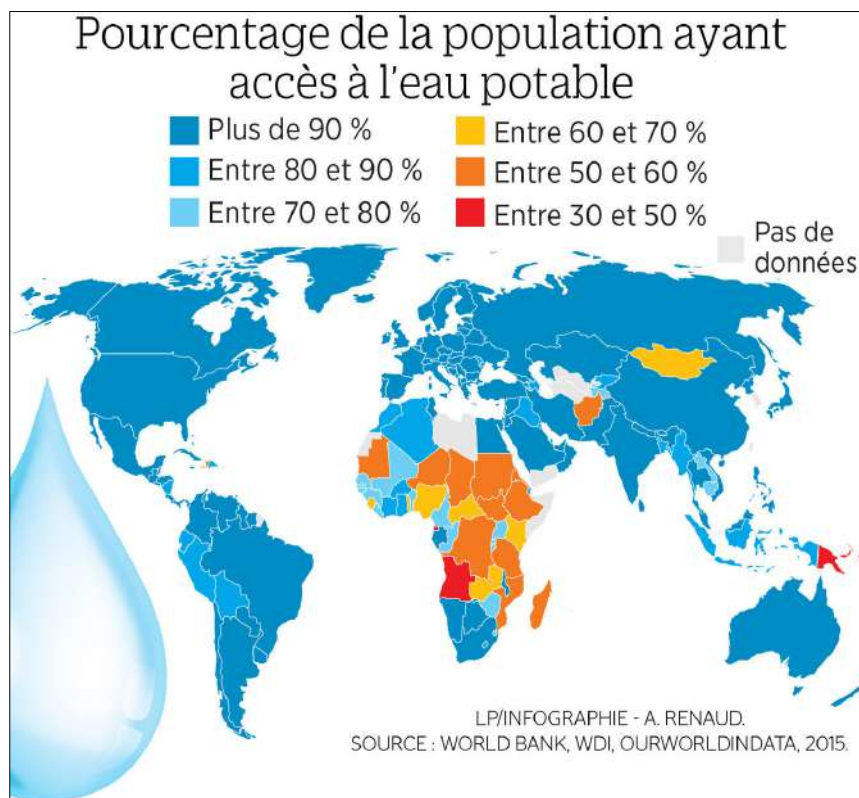 Pourcentage de la population ayant
accès à l'eau potable
Plus de 90 %
Entre 80 et 90 %
Entre 70 et 80 %
Entre 60 et 70 %
Entre 50 et 60 %
Entre 30 et 50 %
Pas de
données
LP/INFOGRAPHIE - A. RENAUD.
SOURCE : WORLD BANK, WDI, OURWORLDINDATA, 2015.